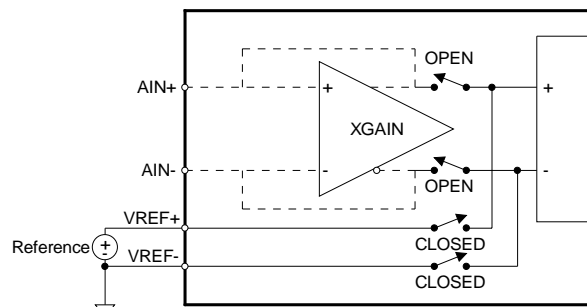 OPEN
AIN+
+
+
XGAIN
AIN-
-
-
OPEN
VREF+
CLOSED
Reference
+
-
VREF-
CLOSED